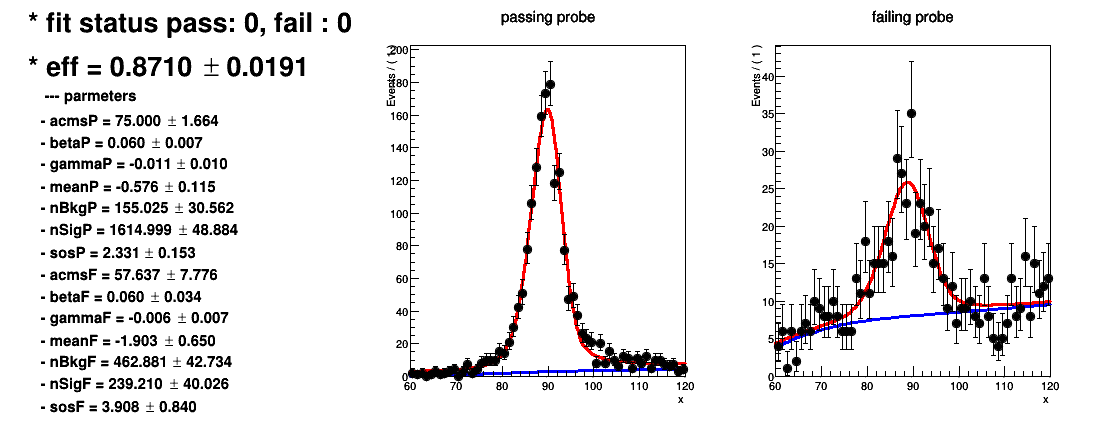 * fit status pass: 0, fail : 0
* eff = 0.8710 ± 0.0191
--- parmeters
- acmsP = 75.000 ± 1.664
- betaP = 0.060 ± 0.007
- gammaP = -0.011 ± 0.010
- meanP = -0.576 ± 0.115
- nBkgP = 155.025 ± 30.562
- nSigP = 1614.999 ± 48.884
- sosP = 2.331 ± 0.153
- acmsF = 57.637 ± 7.776
- betaF = 0.060 ± 0.034
- gammaF = -0.006 ± 0.007
- meanF = -1.903 ± 0.650
- nBkgF = 462.881 ± 42.734
- nSigF = 239.210 ± 40.026
- sosF = 3.908 ± 0.840
passing probe
Events / ( 1 )
200
180
160
140
120
100
80
60
40
20
0
60 70 80 90 100 110 120
x
failing probe
Events / ( 1 )
40
35
30
25
20
15
10
5
0
60 70 80 90 100 110 120
x